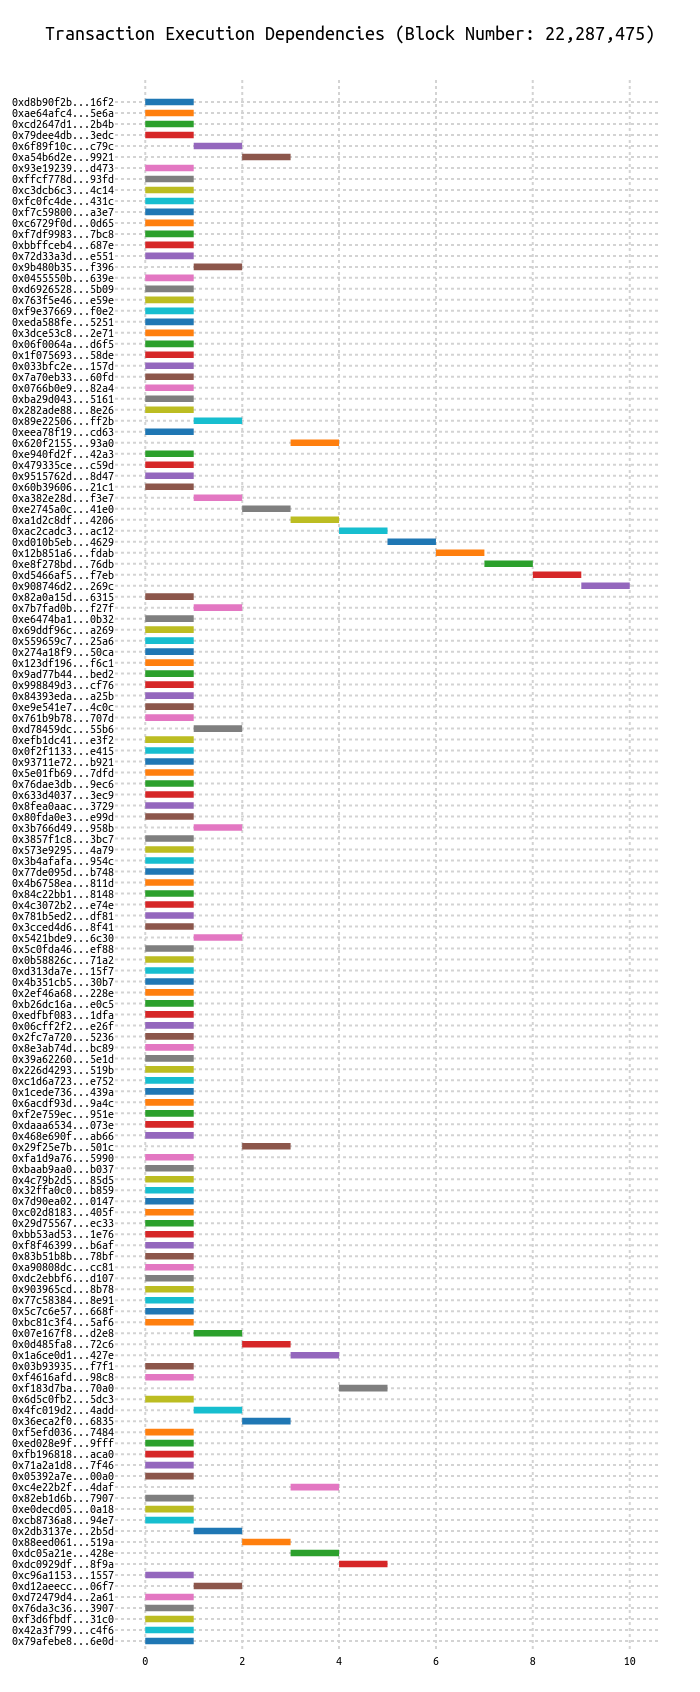 Transaction Execution Dependencies (Block Number: 22,287,475)
0xd8b90f2b...16f2
0xae64afc4...5e6a
0xcd2647d1...2b4b
0x79dee4db...3edc
0x6f89f10c...c79c
0xa54b6d2e...9921
0x93e19239...d473
0xffcf778d...93fd
0xc3dcb6c3...4c14
0xfc0fc4de...431c
0xf7c59800...a3e7
0xc6729f0d...0d65
0xf7df9983...7bc8
0xbbffceb4...687e
0x72d33a3d...e551
0x9b480b35...f396
0x0455550b...639e
0xd6926528...5b09
0x763f5e46...e59e
0xf9e37669...f0e2
0xeda588fe...5251
0x3dce53c8...2e71
0x06f0064a...d6f5
0x1f075693...58de
0x033bfc2e...157d
0x7a70eb33...60fd
0x0766b0e9...82a4
0xba29d043...5161
0x282ade88...8e26
0x89e22506...ff2b
0xeea78f19...cd63
0x620f2155...93a0
0xe940fd2f...42a3
0x479335ce...c59d
0x9515762d...8d47
0x60b39606...21c1
0xa382e28d...f3e7
0xe2745a0c...41e0
0xa1d2c8df...4206
0xac2cadc3...ac12
0xd010b5eb...4629
0x12b851a6...fdab
0xe8f278bd...76db
0xd5466af5...f7eb
0x908746d2...269c
0x82a0a15d...6315
0x7b7fad0b...f27f
0xe6474ba1...0b32
0x69ddf96c...a269
0x559659c7...25a6
0x274a18f9...50ca
0x123df196...f6c1
0x9ad77b44...bed2
0x998849d3...cf76
0x84393eda...a25b
0xe9e541e7...4c0c
0x761b9b78...707d
0xd78459dc...55b6
0xefb1dc41...e3f2
0x0f2f1133...e415
0x93711e72...b921
0x5e01fb69...7dfd
0x76dae3db...9ec6
0x633d4037...3ec9
0x8fea0aac...3729
0x80fda0e3...e99d
0x3b766d49...958b
0x3857f1c8...3bc7
0x573e9295...4a79
0x3b4afafa...954c
0x77de095d...b748
0x4b6758ea...811d
0x84c22bb1...8148
0x4c3072b2...e74e
0x781b5ed2...df81
0x3cced4d6...8f41
0x5421bde9...6c30
0x5c0fda46...ef88
0x0b58826c...71a2
0xd313da7e...15f7
0x4b351cb5...30b7
0x2ef46a68...228e
0xb26dc16a...e0c5
0xedfbf083...1dfa
0x06cff2f2...e26f
0x2fc7a720...5236
0x8e3ab74d...bc89
0x39a62260...5e1d
0x226d4293...519b
0xc1d6a723...e752
0x1cede736...439a
0x6acdf93d...9a4c
0xf2e759ec...951e
0xdaaa6534...073e
0x468e690f...ab66
0x29f25e7b...501c
0xfa1d9a76...5990
0xbaab9aa0...b037
0x4c79b2d5...85d5
0x32ffa0c0...b859
0x7d90ea02...0147
0xc02d8183...405f
0x29d75567...ec33
0xbb53ad53...1e76
0xf8f46399...b6af
0x83b51b8b...78bf
0xa90808dc...cc81
0xdc2ebbf6...d107
0x903965cd...8b78
0x77c58384...8e91
0x5c7c6e57...668f
0xbc81c3f4...5af6
0x07e167f8...d2e8
0x0d485fa8...72c6
0x1a6ce0d1...427e
0x03b93935...f7f1
0xf4616afd...98c8
0xf183d7ba...70a0
0x6d5c0fb2...5dc3
0x4fc019d2...4add
0x36eca2f0...6835
0xf5efd036...7484
0xed028e9f...9fff
0xfb196818...aca0
0x71a2a1d8...7f46
0x05392a7e...00a0
0xc4e22b2f...4daf
0x82eb1d6b...7907
0xe0decd05...0a18
0xcb8736a8...94e7
0x2db3137e...2b5d
0x88eed061...519a
0xdc05a21e...428e
0xdc0929df...8f9a
0xc96a1153...1557
0xd12aeecc...06f7
0xd72479d4...2a61
0x76da3c36...3907
0xf3d6fbdf...31c0
0x42a3f799...c4f6
0x79afebe8...6e0d
0 2 4 6 8 10